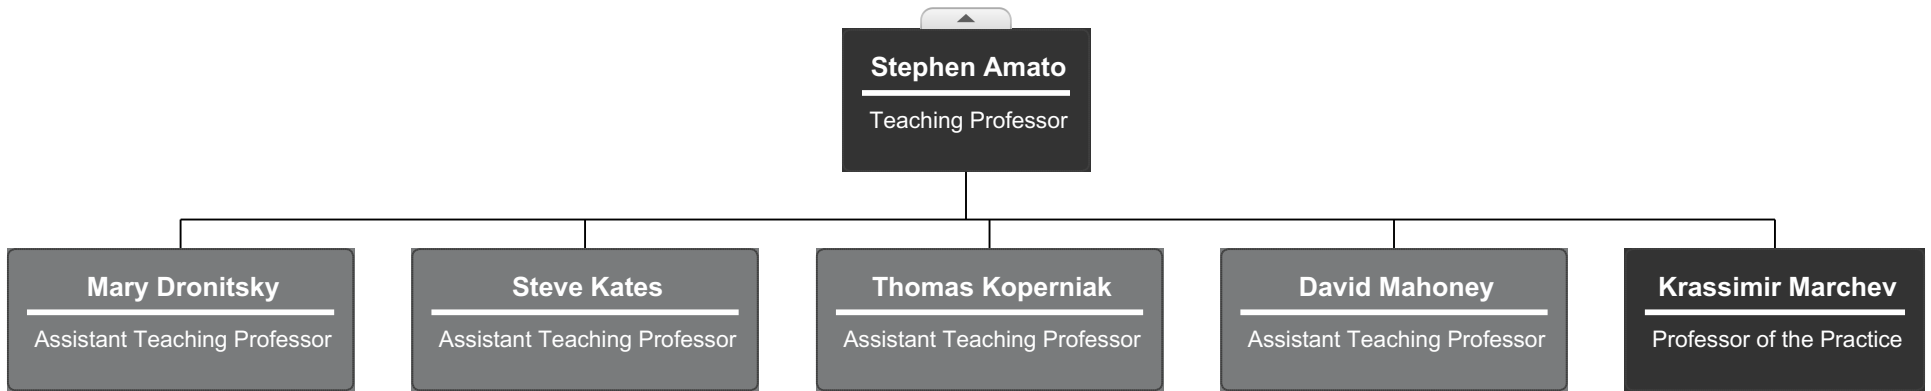 Stephen Amato
Teaching Professor
Mary Dronitsky
Assistant Teaching Professor
Steve Kates
Assistant Teaching Professor
Thomas Koperniak
Assistant Teaching Professor
David Mahoney
Assistant Teaching Professor
Krassimir Marchev
Professor of the Practice